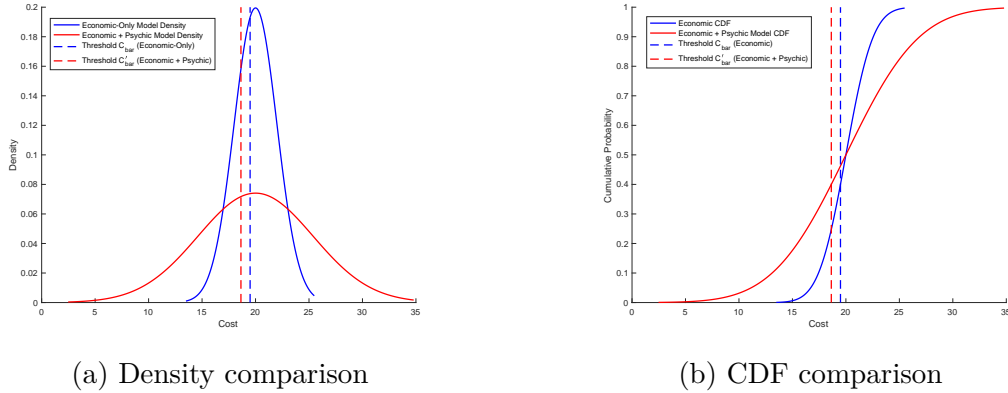 Economic-Only Model Density
Economic + Psychic Model Density
Threshold C_bar (Economic-Only)
Threshold C'_bar (Economic + Psychic)
0.2
0.18
0.16
0.14
0.12
0.1
0.08
0.06
0.04
0.02
0
Density
0 5 10 15 20 25 30 35
Cost
(a) Density comparison
Economic CDF
Economic + Psychic Model CDF
Threshold C_bar (Economic)
Threshold C'_bar (Economic + Psychic)
1
0.9
0.8
0.7
0.6
0.5
0.4
0.3
0.2
0.1
0
Cumulative Probability
0 5 10 15 20 25 30 35
Cost
(b) CDF comparison